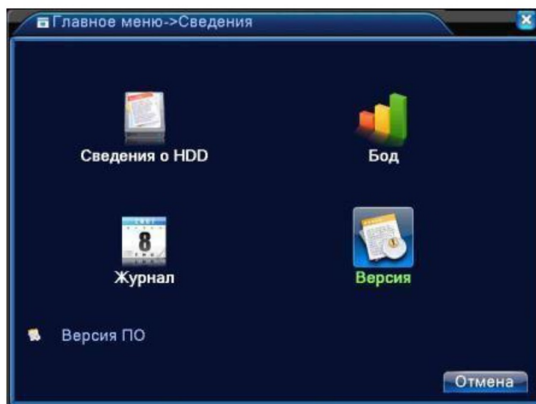 Главное меню->Сведения
Сведения о HDD
Бод
8
Журнал
Версия
Версия ПО
Отмена